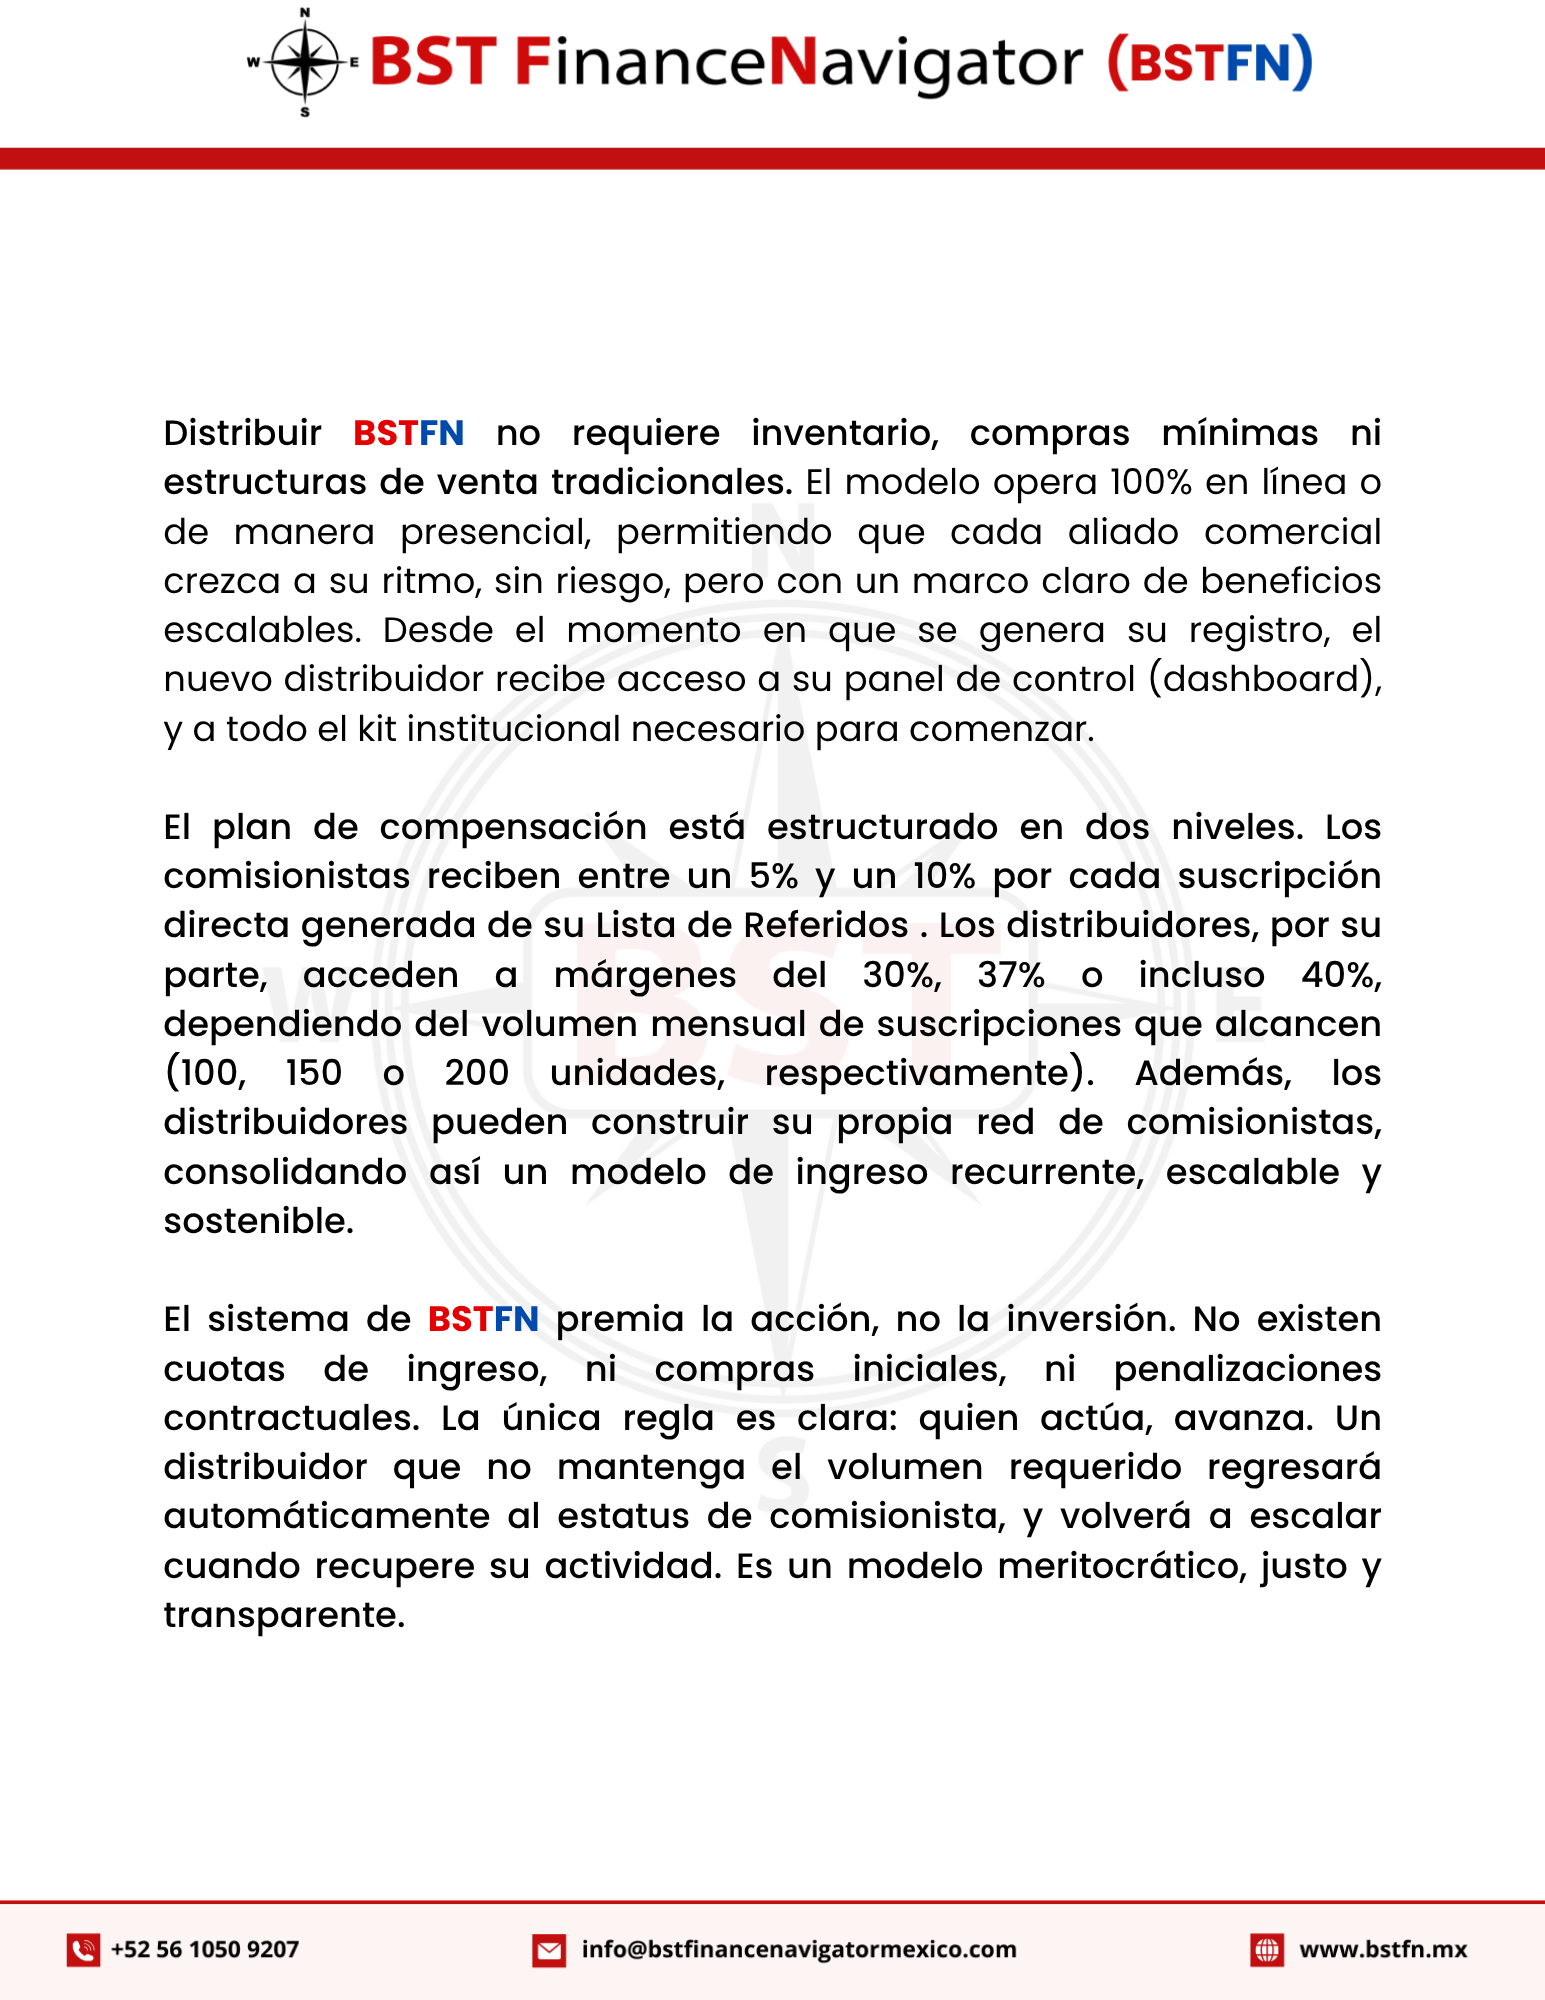 N
W
E
S
BST FinanceNavigator (BSTFN)
Distribuir BSTFN no requiere inventario, compras mínimas ni
estructuras de venta tradicionales. El modelo opera 100% en línea o
de manera presencial, permitiendo que cada aliado comercial
crezca a su ritmo, sin riesgo, pero con un marco claro de beneficios
escalables. Desde el momento en que se genera su registro, el
nuevo distribuidor recibe acceso a su panel de control (dashboard),
y a todo el kit institucional necesario para comenzar.
El plan de compensación está estructurado en dos niveles. Los
comisionistas reciben entre un 5% y un 10% por cada suscripción
directa generada de su Lista de Referidos . Los distribuidores, por su
parte, acceden a márgenes del 30%, 37% o incluso 40%,
dependiendo del volumen mensual de suscripciones que alcancen
(100, 150 o 200 unidades, respectivamente). Además, los
distribuidores pueden construir su propia red de comisionistas,
consolidando así un modelo de ingreso recurrente, escalable y
sostenible.
El sistema de BSTFN premia la acción, no la inversión. No existen
cuotas de ingreso, ni compras iniciales, ni penalizaciones
contractuales. La única regla es clara: quien actúa, avanza. Un
distribuidor que no mantenga el volumen requerido regresará
automáticamente al estatus de comisionista, y volverá a escalar
cuando recupere su actividad. Es un modelo meritocrático, justo y
transparente.
N
W
BST
E
S
+52 56 1050 9207
info@bstfinancenavigatormexico.com
www.bstfn.mx